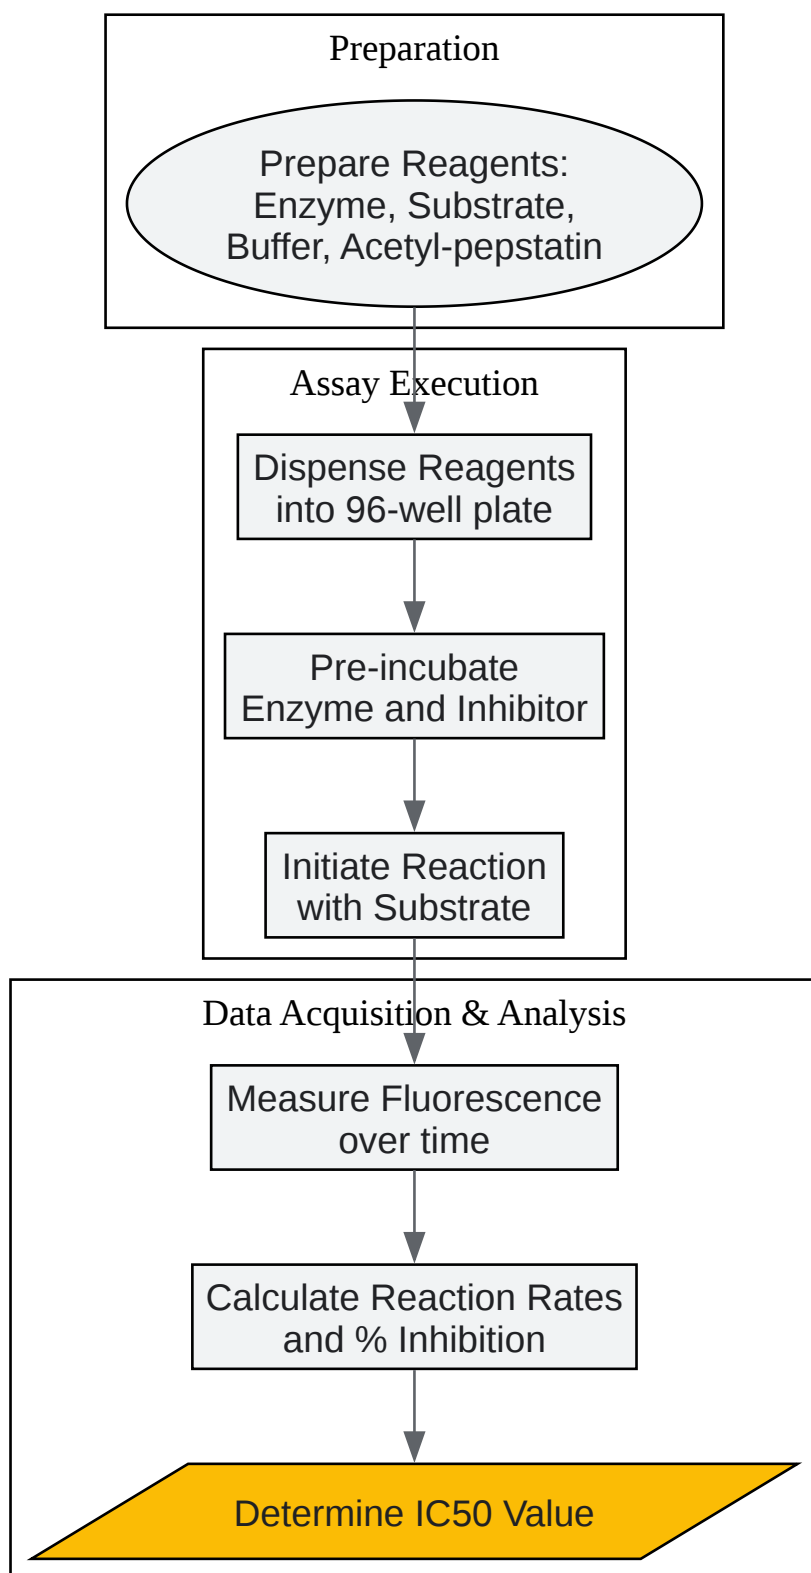 Preparation
Prepare Reagents:
Enzyme, Substrate,
Buffer, Acetyl-pepstatin
Assay Execution
Dispense Reagents
into 96-well plate
Pre-incubate
Enzyme and Inhibitor
Initiate Reaction
with Substrate
Data Acquisition & Analysis
Measure Fluorescence
over time
Calculate Reaction Rates
and % Inhibition
Determine IC50 Value